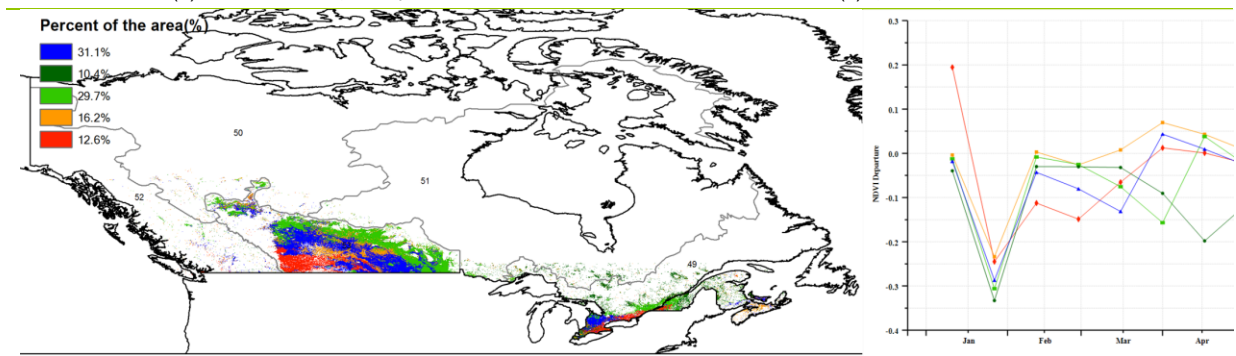 Percent of the area(%)
31.1%
10.4%
29.7%
16.2%
12.6%
50
51
52
49
NDVI Departure
0.3
0.2
0.1
0.0
-0.1
-0.2
-0.3
-0.4
Jan
Feb
Mar
Apr